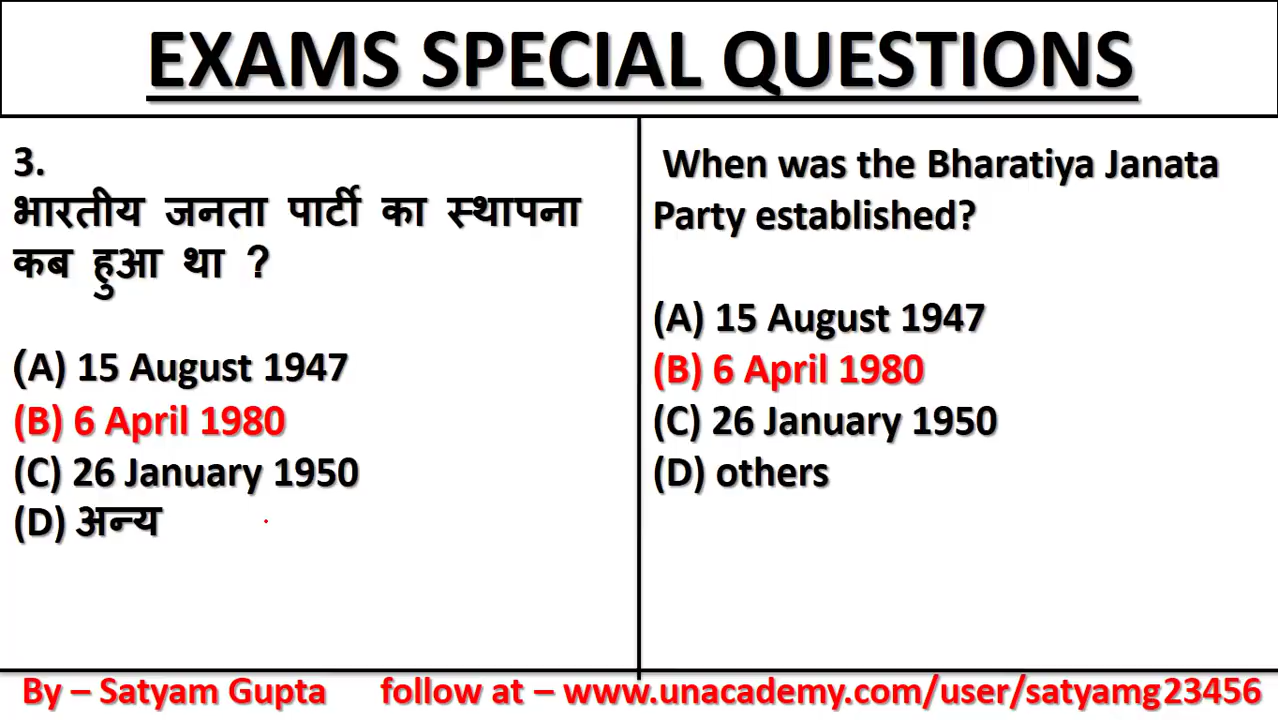 EXAMS SPECIAL QUESTIONS
3.
भारतीय जनता पार्टी का स्थापना
कब हुआ था ?
(A) 15 August 1947
(B) 6 April 1980
(C) 26 January 1950
(D) अन्य
When was the Bharatiya Janata
Party established?
(A) 15 August 1947
(B) 6 April 1980
(C) 26 January 1950
(D) others
By – Satyam Gupta follow at – www.unacademy.com/user/satyamg23456